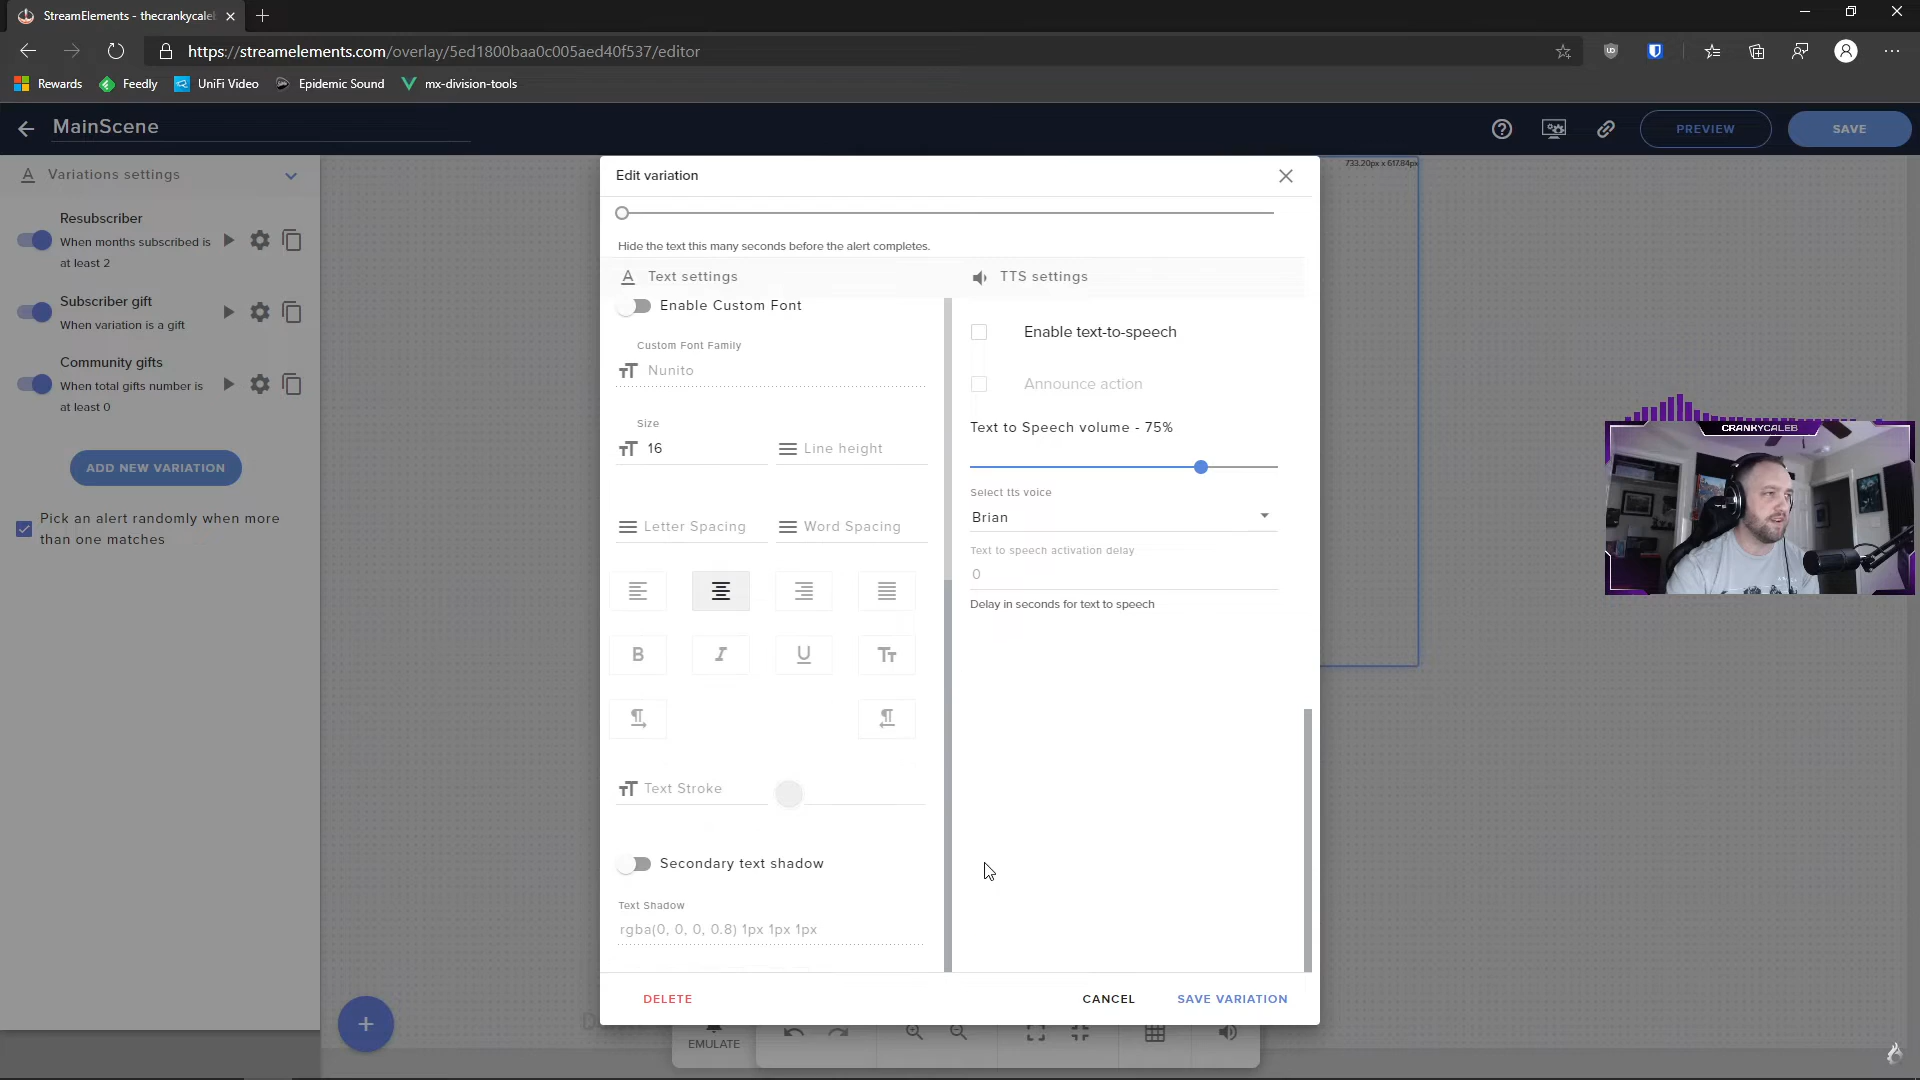 StreamElements - thecrankycaleb
https://streamelements.com/overlay/5ed1800baa0c005aed40f537/editor
Rewards
Feedly
UniFi Video
Epidemic Sound
mx-division-tools
MainScene
PREVIEW
SAVE
Variations settings
Resubscriber
When months subscribed is
at least 2
Subscriber gift
When variation is a gift
Community gifts
When total gifts number is
at least 0
ADD NEW VARIATION
Pick an alert randomly when more
than one matches
Edit variation
733.20px x 617.84px
Hide the text this many seconds before the alert completes.
Text settings
TTS settings
Enable Custom Font
Custom Font Family
Nunito
Size
16
Line height
Letter Spacing
Word Spacing
Text Stroke
Secondary text shadow
Text Shadow
rgba(0, 0, 0, 0.8) 1px 1px 1px
Enable text-to-speech
Announce action
Text to Speech volume - 75%
Select tts voice
Brian
Text to speech activation delay
0
Delay in seconds for text to speech
DELETE
CANCEL
SAVE VARIATION
EMULATE
CRANKYCALEB